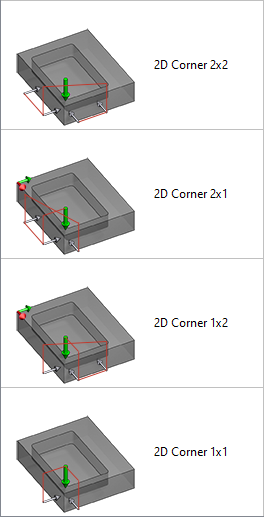 2D Corner 2x2
2D Corner 2x1
2D Corner 1x2
2D Corner 1x1